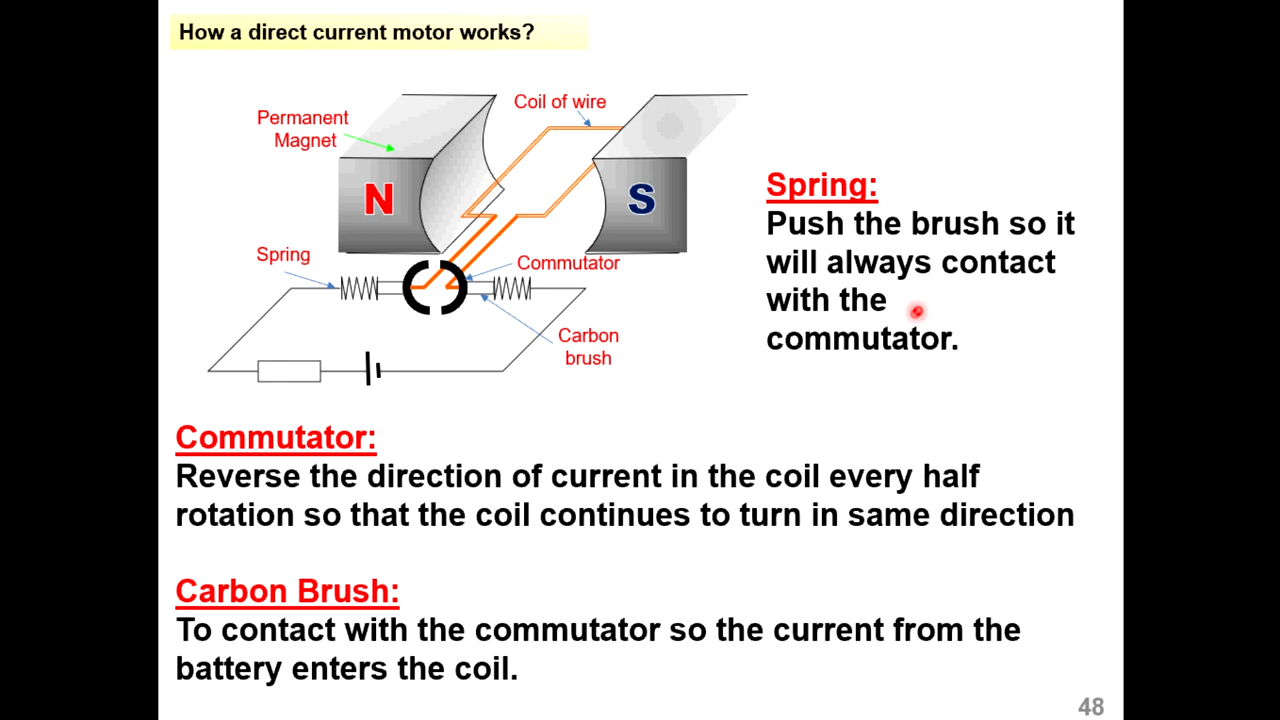 How a direct current motor works?
Coil of wire
Permanent
Magnet
N
S
Spring
Commutator
Carbon
brush
Spring:
Push the brush so it
will always contact
with the
commutator.
Commutator:
Reverse the direction of current in the coil every half
rotation so that the coil continues to turn in same direction
Carbon Brush:
To contact with the commutator so the current from the
battery enters the coil.
48